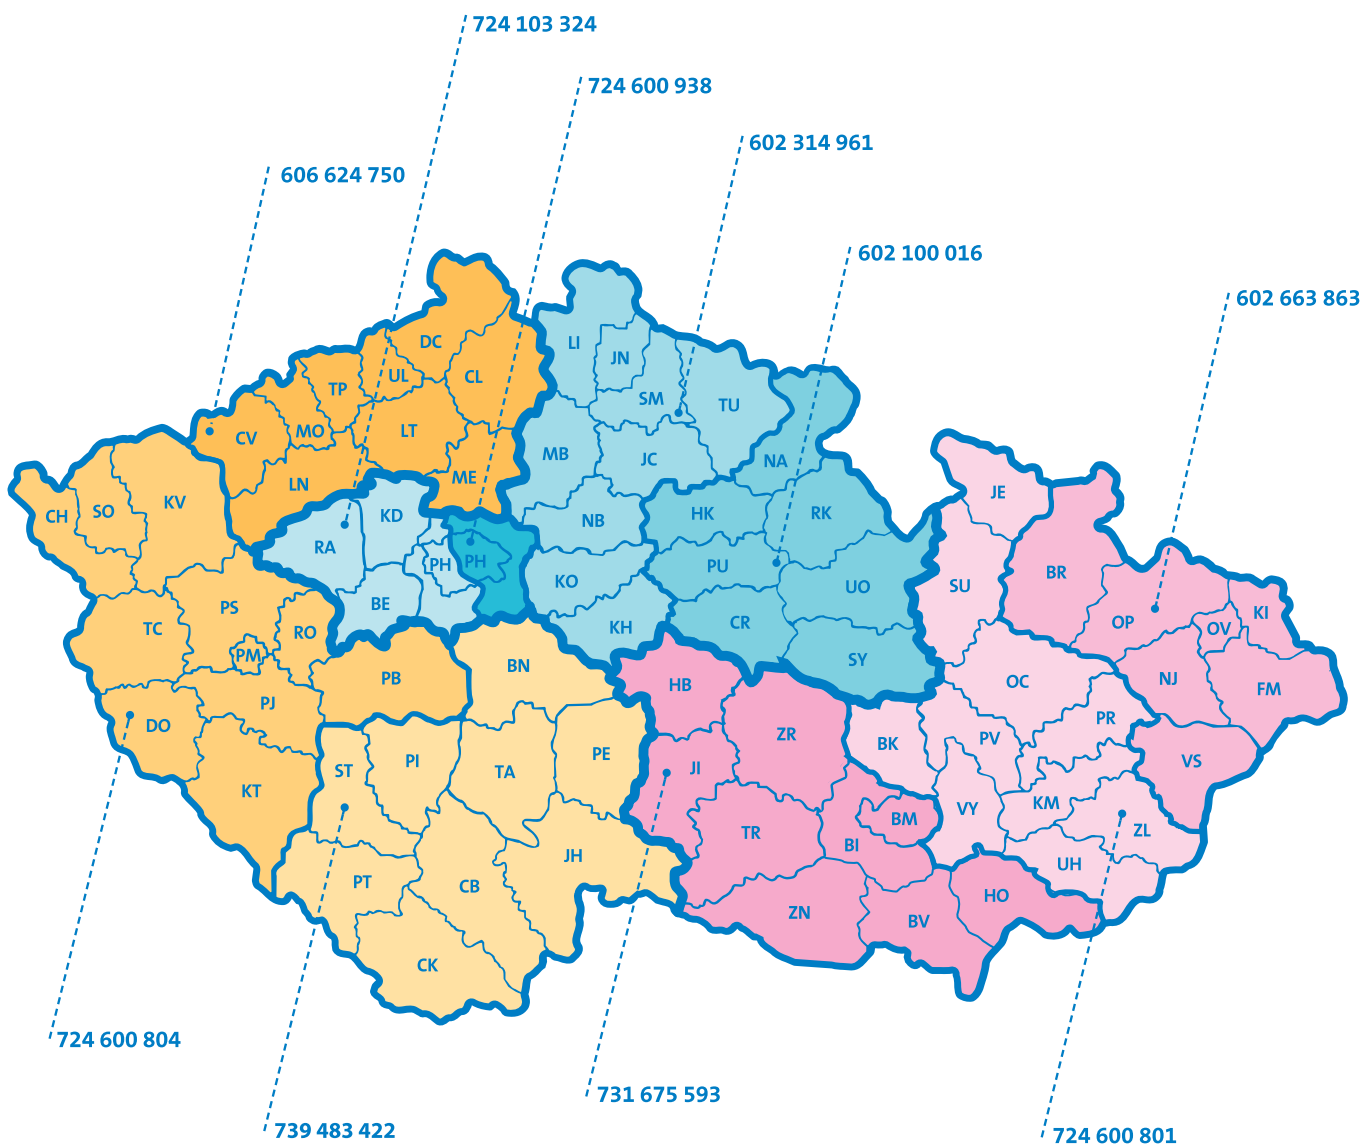 724 103 324
724 600 938
602 314 961
606 624 750
602 100 016
602 663 863
DC
LI
JN
UL
CL
TP
SM
TU
CV
MO
LT
MB
JC
NA
LN
ME
KV
SO
CH
KD
NB
HK
RK
JE
RA
PH
PH
KO
PU
UO
SU
BR
BE
PS
TC
RO
PM
KH
CR
SY
OP
OV
KI
BN
PB
HB
OC
NJ
FM
PJ
DO
PR
ZR
BK
PV
KT
ST
PI
TA
PE
JI
VS
TR
BI
BM
VY
KM
ZL
UH
JH
PT
CB
ZN
BV
HO
CK
724 600 804
731 675 593
739 483 422
724 600 801